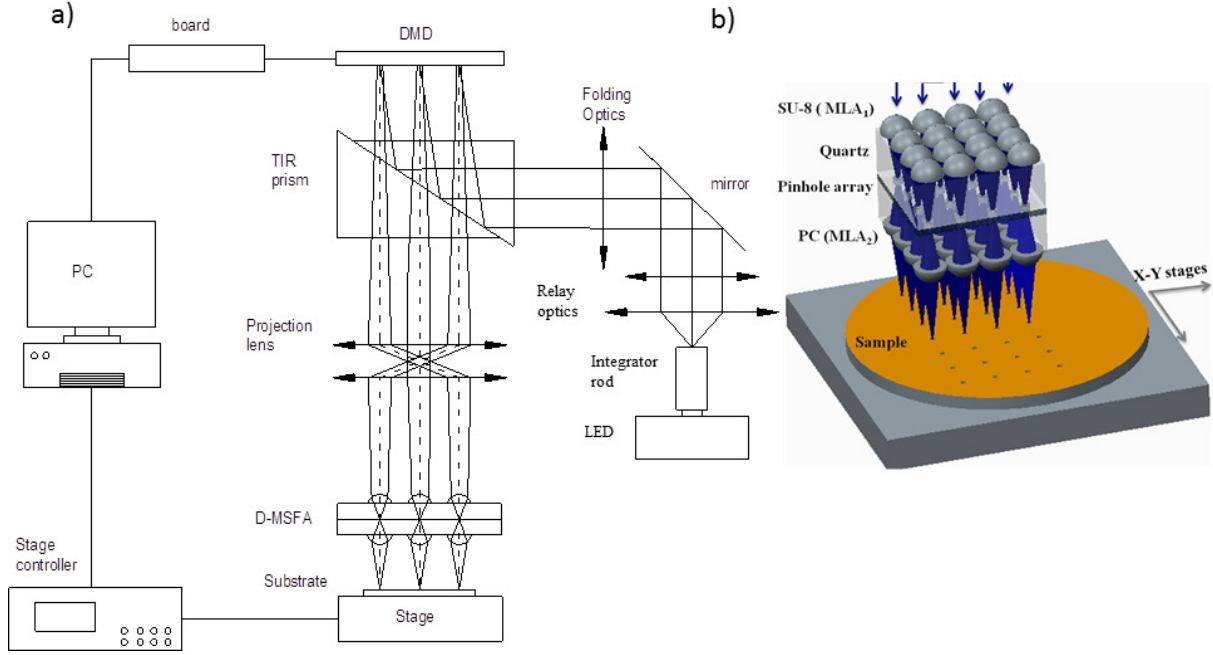 a)
board
DMD
Folding
Optics
TIR
prism
mirror
PC
Relay
optics
Projection
lens
Integrator
rod
LED
D-MSFA
Stage
controller
Substrate
Stage
b)
SU-8 ( MLA₁)
Quartz
Pinhole array
PC (MLA₂)
X-Y stages
Sample